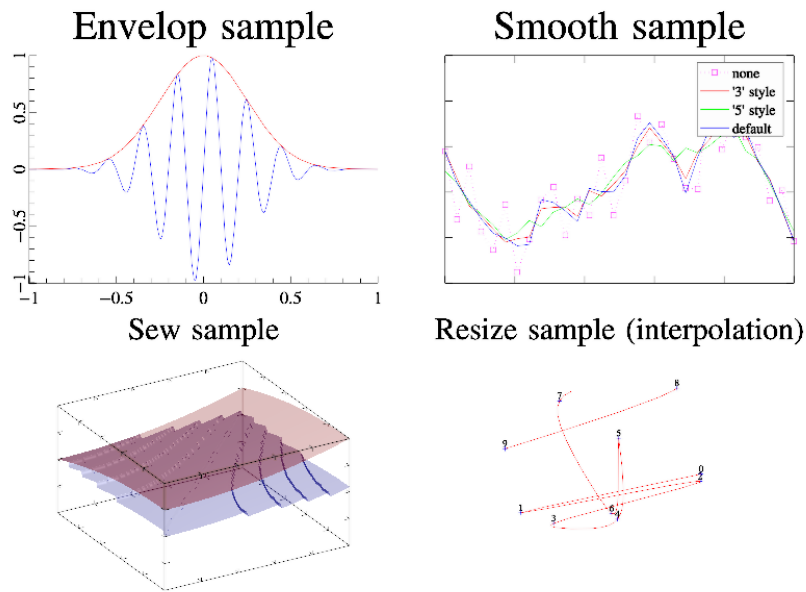 Envelop sample
Smooth sample
1
0.5
0
−0.5
−1
−1
−0.5
0
0.5
1
none
'3' style
'5' style
default
Sew sample
Resize sample (interpolation)
7
8
5
9
0
2
1
3
6
4